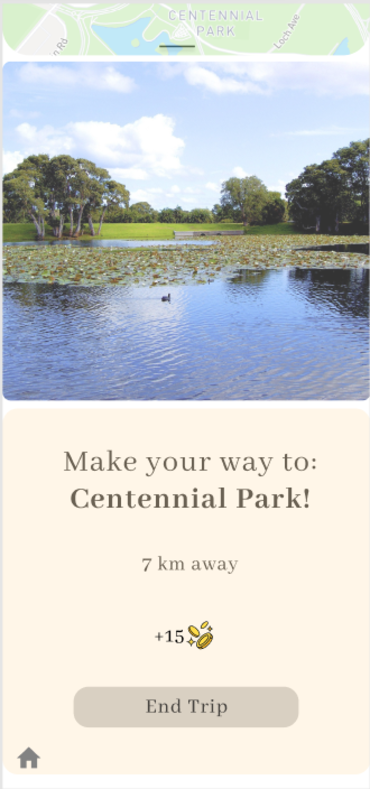 CENTENNIAL
PARK
n Rd
Loch Ave
Make your way to:
Centennial Park!
7 km away
+15
End Trip